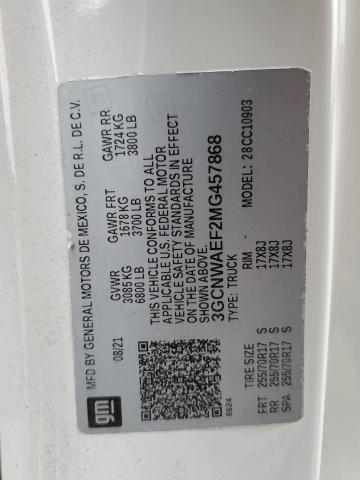 MFD BY GENERAL MOTORS DE MEXICO, S. DE R.L. DE C.V.
08/21 GVWR GAWR FRT GAWR RR
3085 KG 1678 KG 1724 KG
6800 LB 3700 LB 3800 LB
THIS VEHICLE CONFORMS TO ALL
APPLICABLE U.S. FEDERAL MOTOR
VEHICLE SAFETY STANDARDS IN EFFECT
ON THE DATE OF MANUFACTURE
SHOWN ABOVE.
3GCNWAEF2MG457868
TYPE: TRUCK MODEL: 28CC10903
TIRE SIZE RIM
FRT 255/70R17 S 17X8J
RR 255/70R17 S 17X8J
SPA 255/70R17 S 17X8J
gm
8624